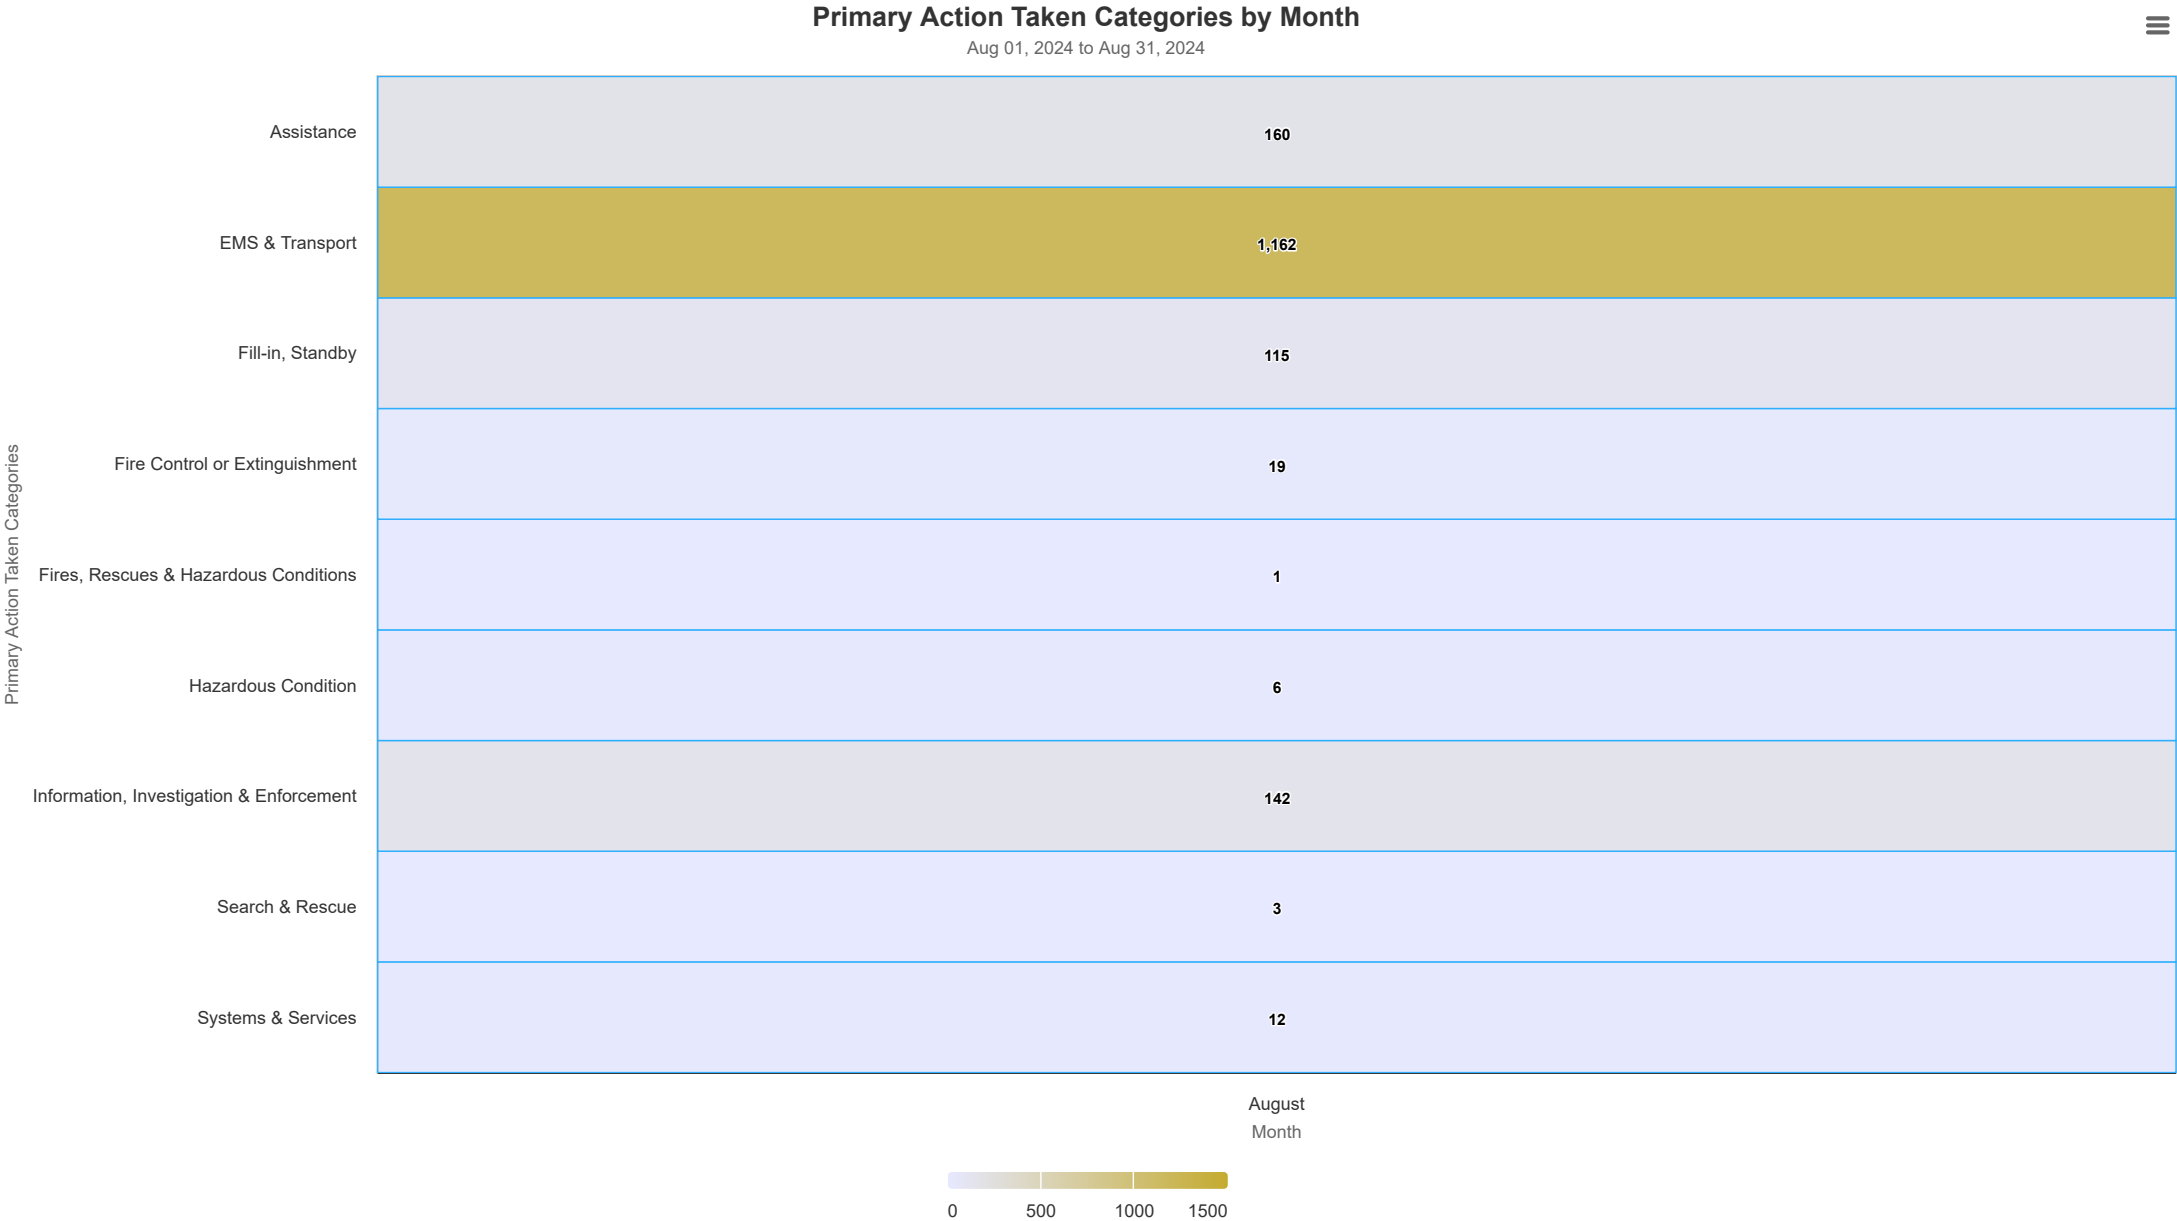 Primary Action Taken Categories by Month
Aug 01, 2024 to Aug 31, 2024
Primary Action Taken Categories
Assistance 160
EMS & Transport 1,162
Fill-in, Standby 115
Fire Control or Extinguishment 19
Fires, Rescues & Hazardous Conditions 1
Hazardous Condition 6
Information, Investigation & Enforcement 142
Search & Rescue 3
Systems & Services 12
August
Month
0 500 1000 1500